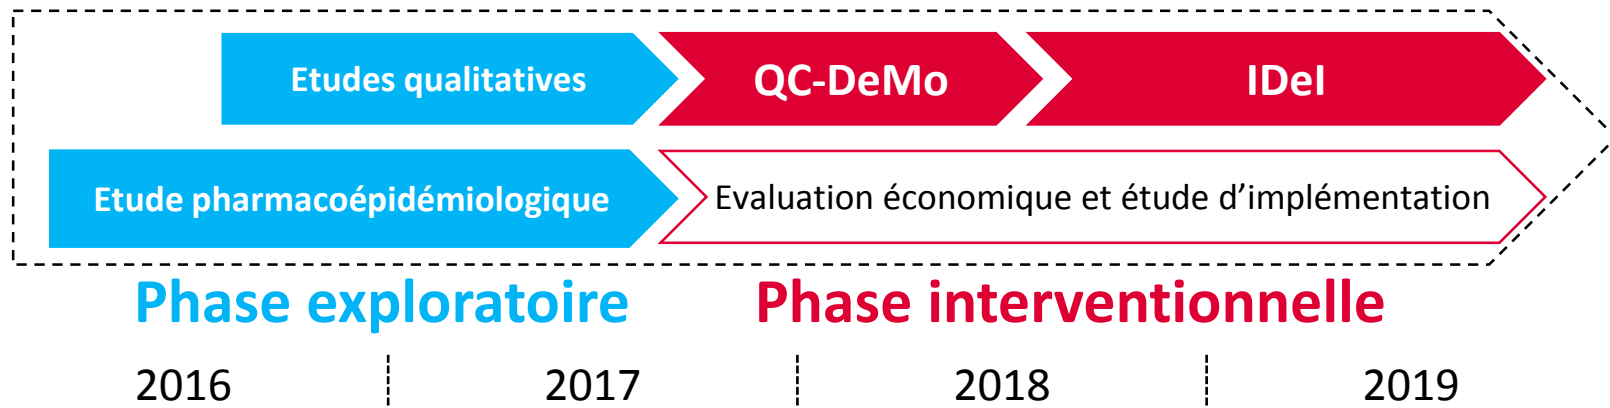 Etudes qualitatives
QC-DeMo
IDeI
Etude pharmacoépidémiologique
Evaluation économique et étude d’implémentation
Phase exploratoire
Phase interventionnelle
2016
2017
2018
2019